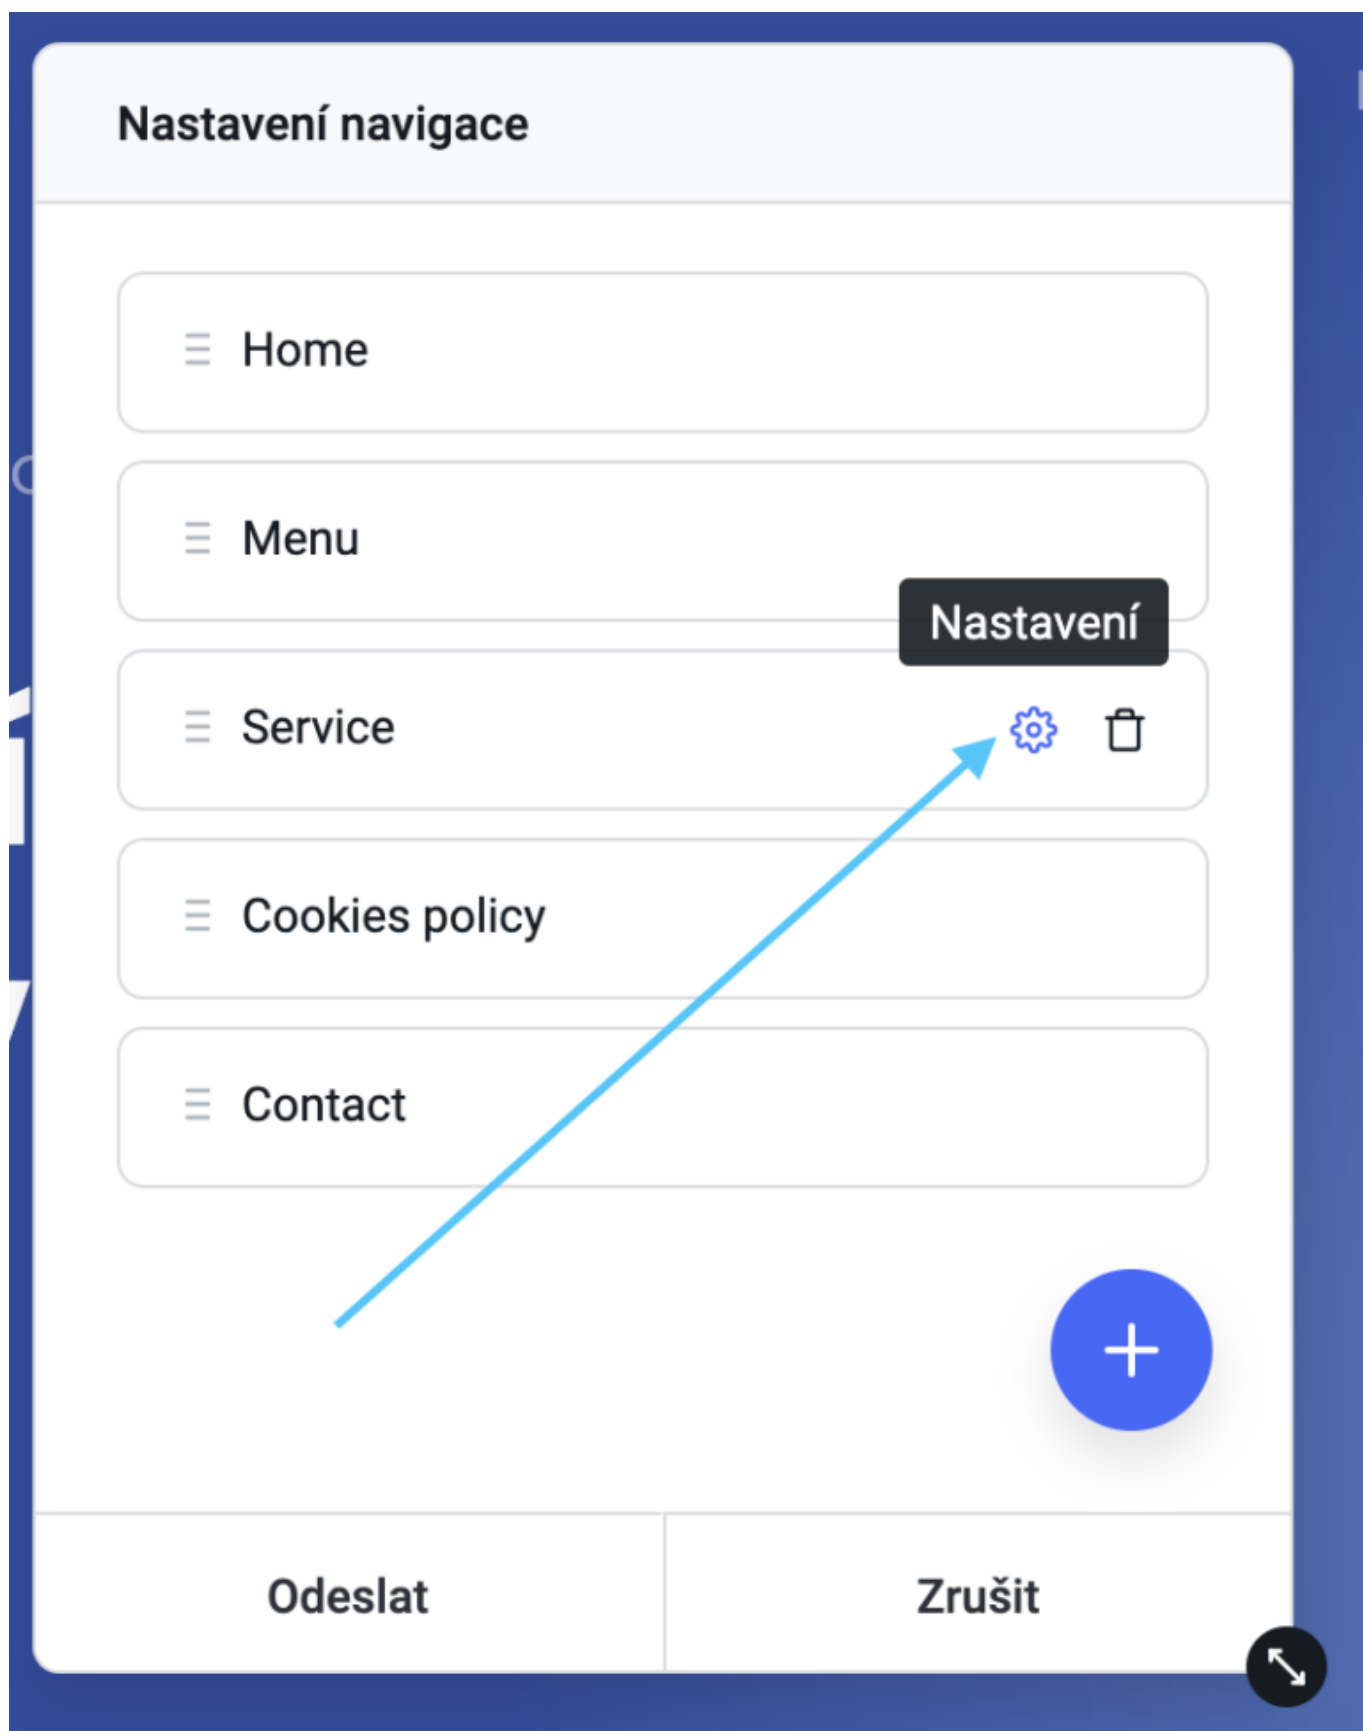 Nastavení navigace
Home
Menu
Nastavení
Service
Cookies policy
Contact
Odeslat
Zrušit